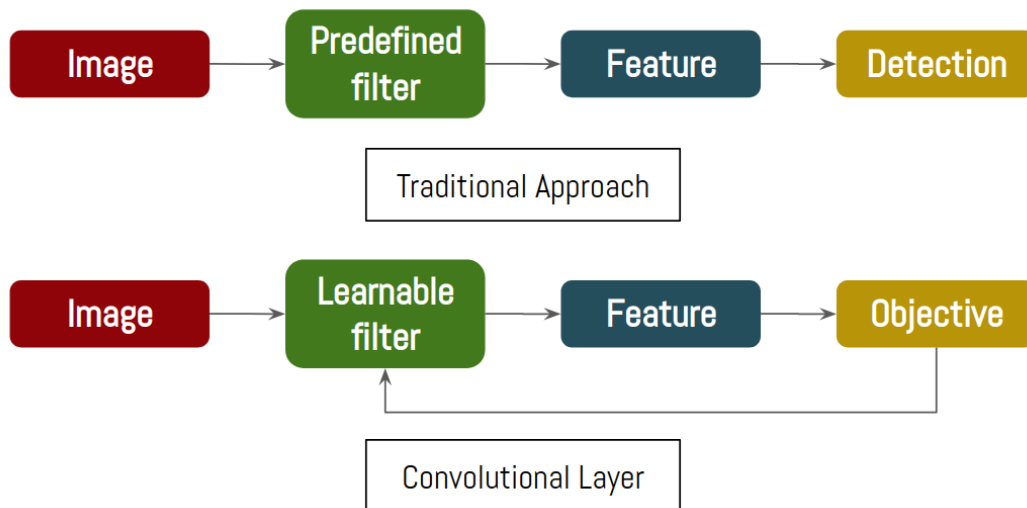 Image
Predefined
filter
Feature
Detection
Traditional Approach
Image
Learnable
filter
Feature
Objective
Convolutional Layer